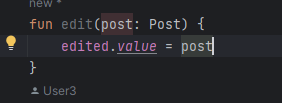 new *
fun edit(post: Post) {
edited.value = post
}
User3